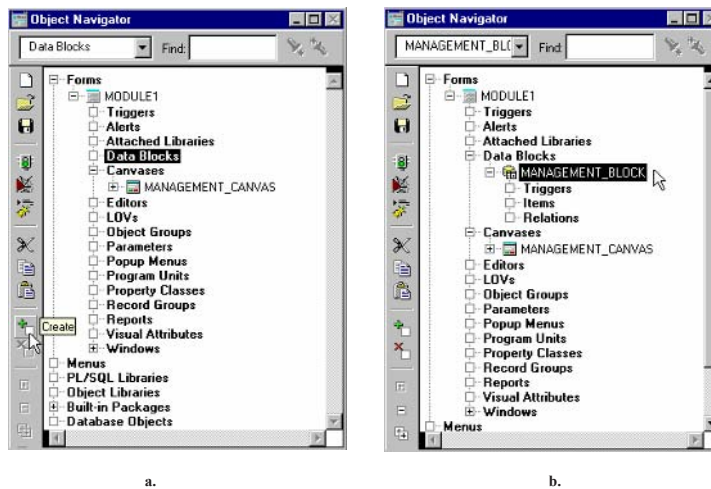 Object Navigator
Data Blocks Find:
Forms
MODULE1
Triggers
Alerts
Attached Libraries
Data Blocks
Canvases
MANAGEMENT_CANVAS
Editors
LOVs
Object Groups
Parameters
Popup Menus
Program Units
Property Classes
Record Groups
Reports
Visual Attributes
Windows
Menus
PL/SQL Libraries
Object Libraries
Built-in Packages
Database Objects
Create
a.
Object Navigator
MANAGEMENT_BLO Find:
Forms
MODULE1
Triggers
Alerts
Attached Libraries
Data Blocks
MANAGEMENT_BLOCK
Triggers
Items
Relations
Canvases
MANAGEMENT_CANVAS
Editors
LOVs
Object Groups
Parameters
Popup Menus
Program Units
Property Classes
Record Groups
Reports
Visual Attributes
Windows
Menus
b.